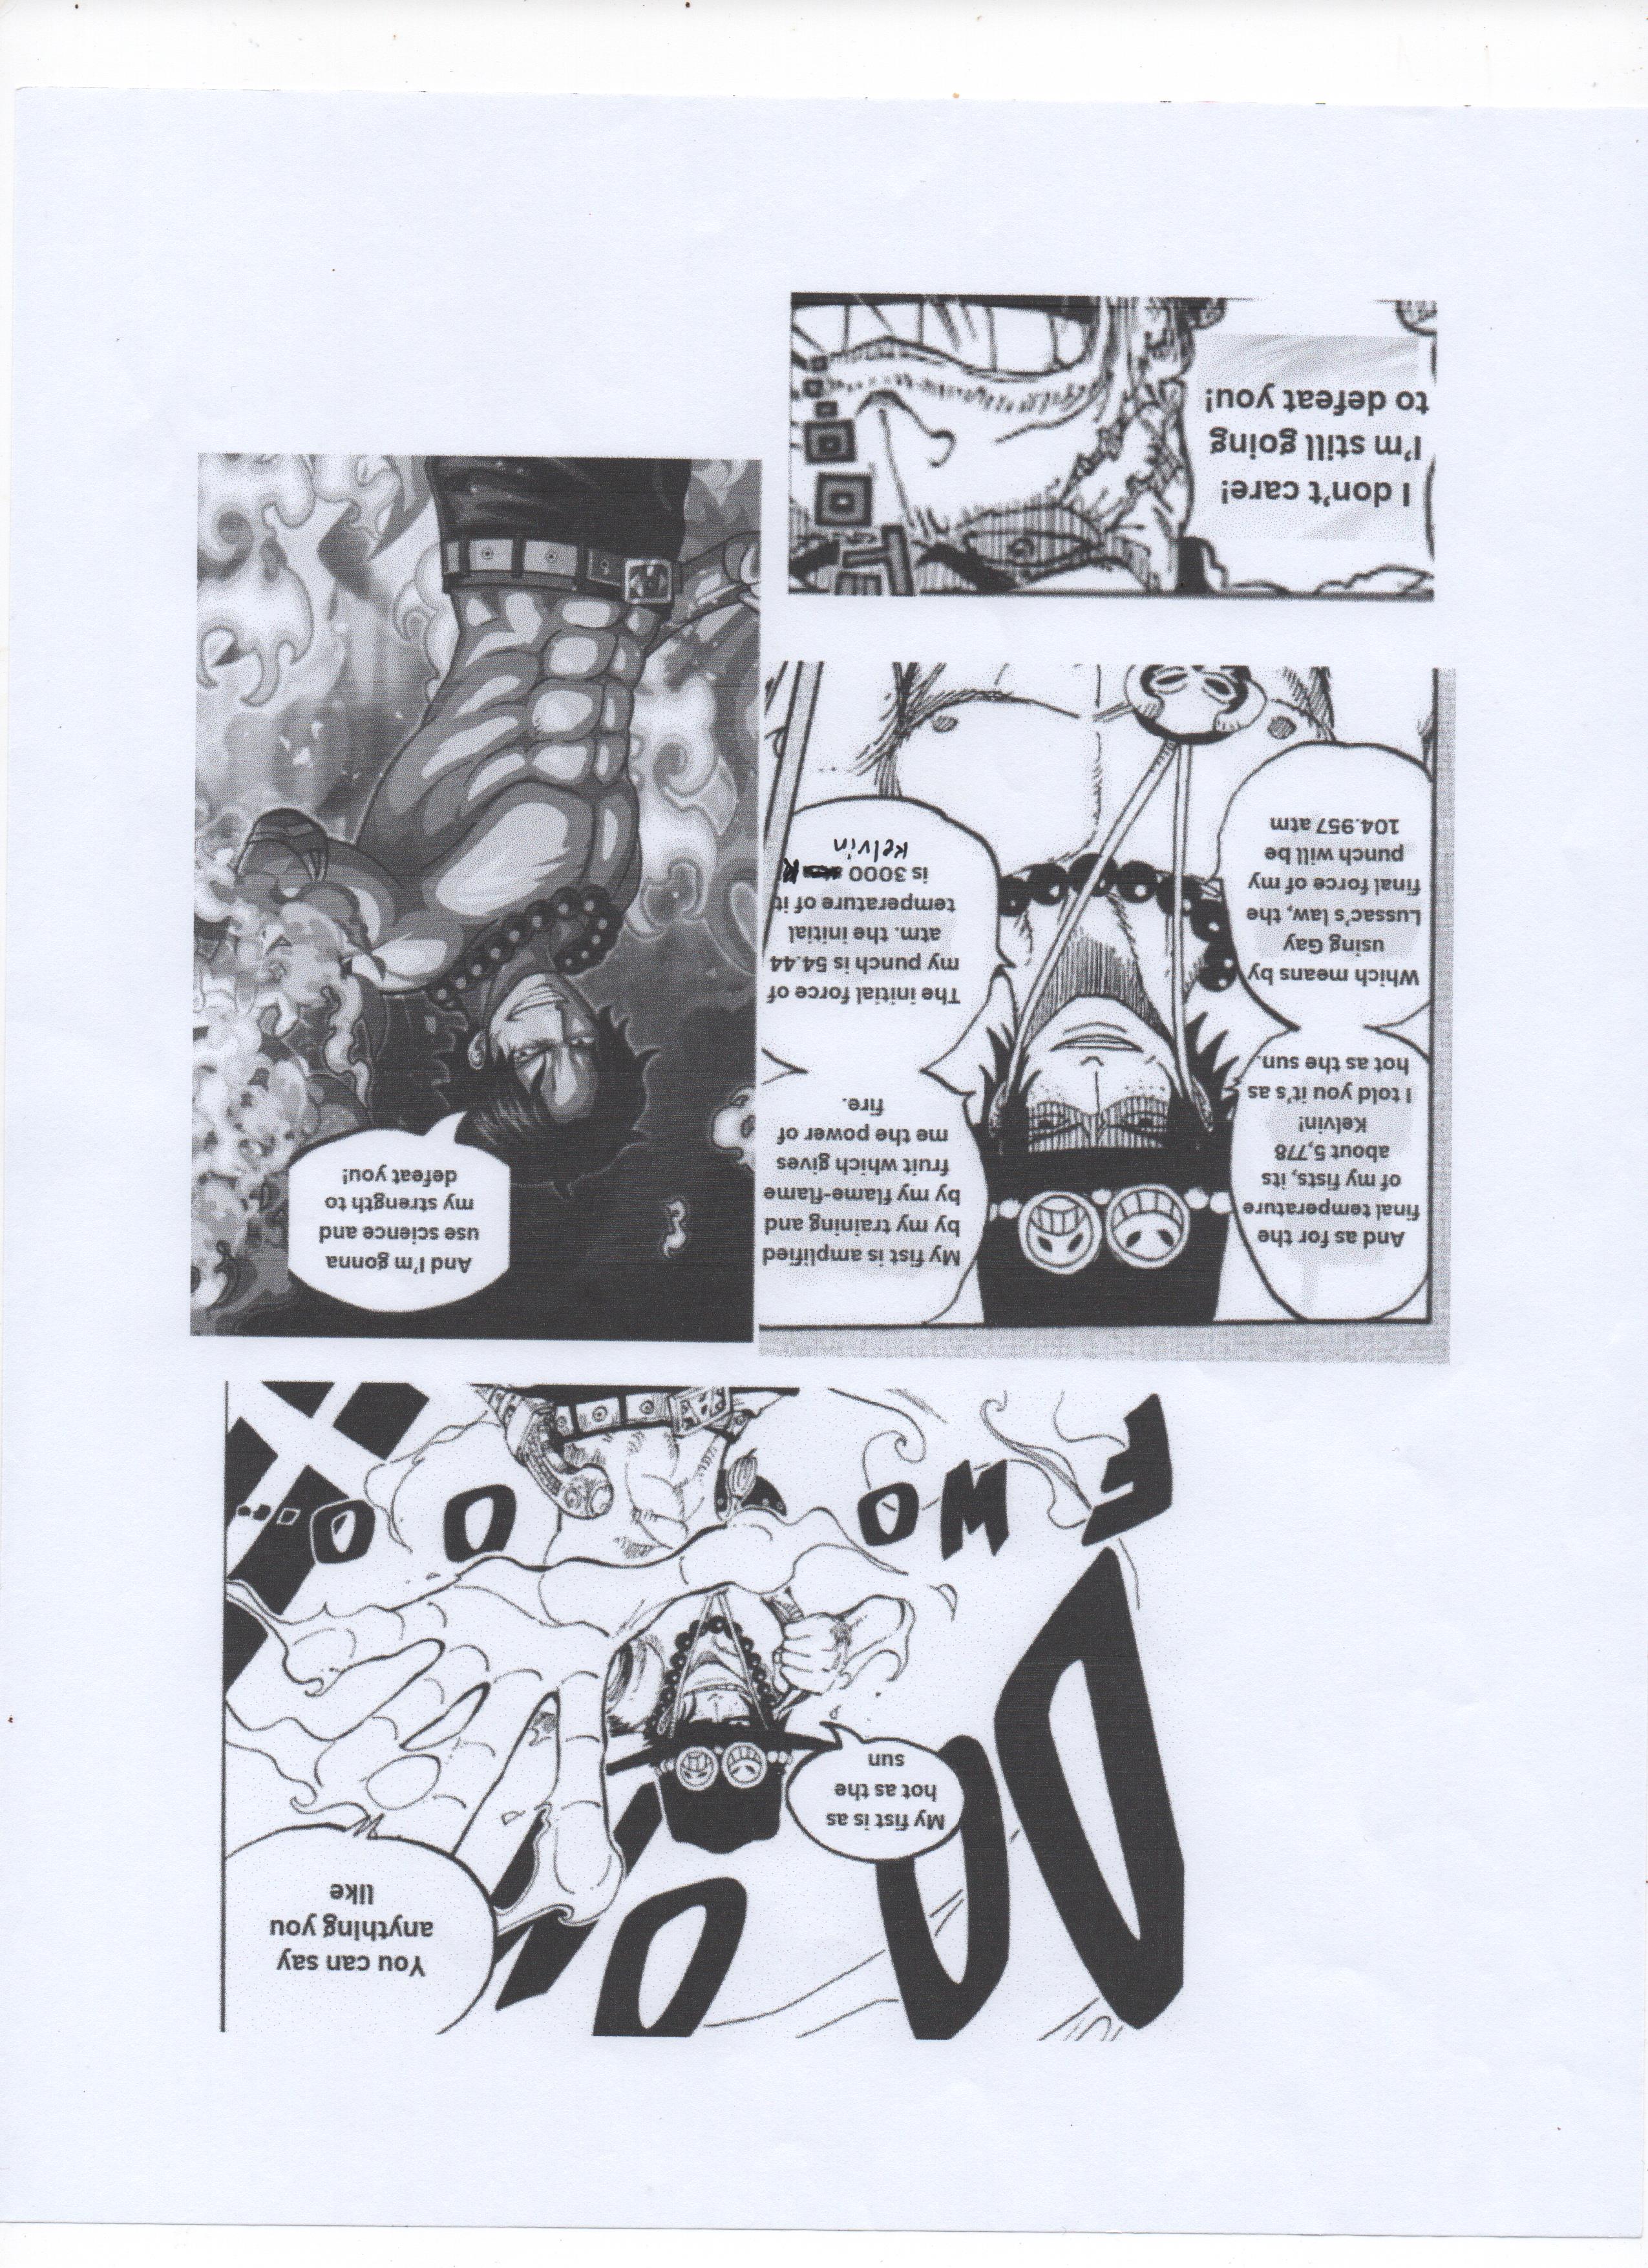 You can say
anything you
like
My fist is as
hot as the
sun
FWOOO
And I'm gonna
use science and
my strength to
defeat you!
My fist is amplified
by my training and
by my flame-flame
fruit which gives
me the power of
fire.
The initial force of
my punch is 54.44
atm. the initial
temperature of it
is 3000
Kelvin
And as for the
final temperature
of my fists, its
about 5,778
Kelvin!
I told you it's as
hot as the sun.
Which means by
using Gay
Lussac's law, the
final force of my
punch will be
104.957 atm
I don't care!
I'm still going
to defeat you!